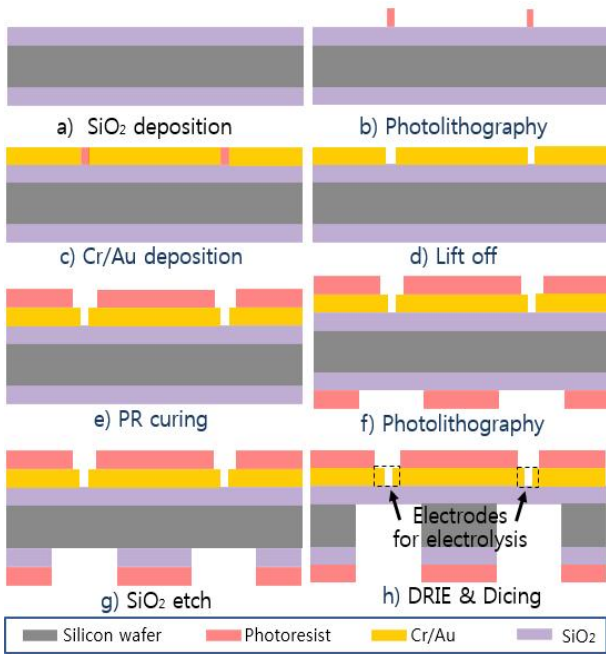 a) SiO₂ deposition
b) Photolithography
c) Cr/Au deposition
d) Lift off
e) PR curing
f) Photolithography
g) SiO₂ etch
Electrodes
for electrolysis
h) DRIE & Dicing
Silicon wafer
Photoresist
Cr/Au
SiO₂